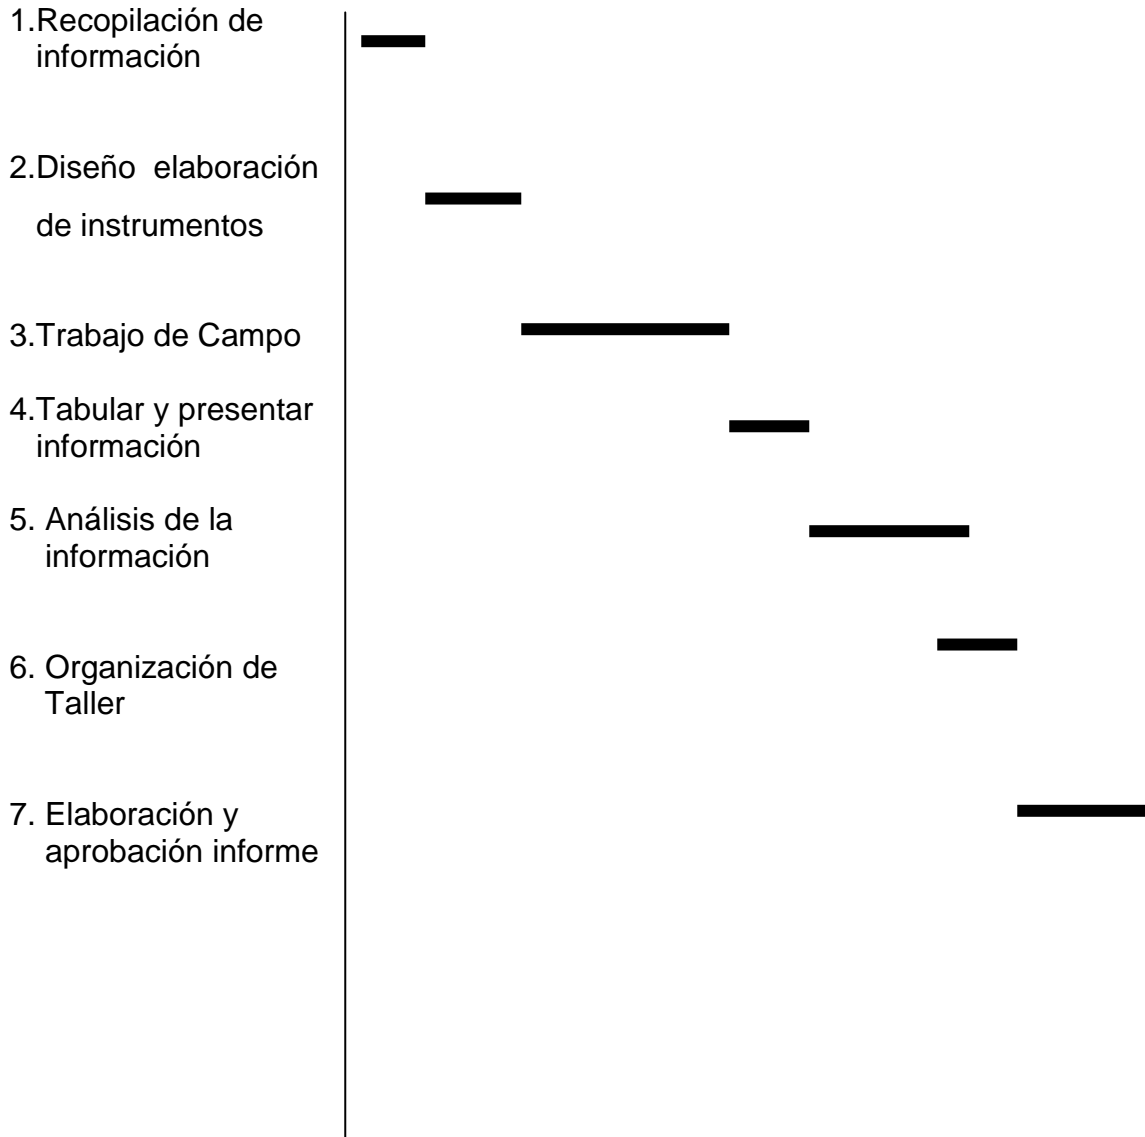 1.Recopilación de
información
2.Diseño elaboración
de instrumentos
3.Trabajo de Campo
4.Tabular y presentar
información
5. Análisis de la
información
6. Organización de
Taller
7. Elaboración y
aprobación informe